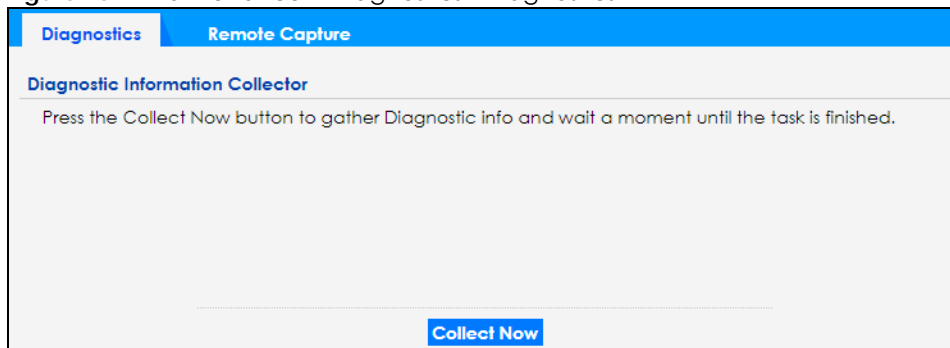 Diagnostics Remote Capture
Diagnostic Information Collector
Press the Collect Now button to gather Diagnostic info and wait a moment until the task is finished.
Collect Now